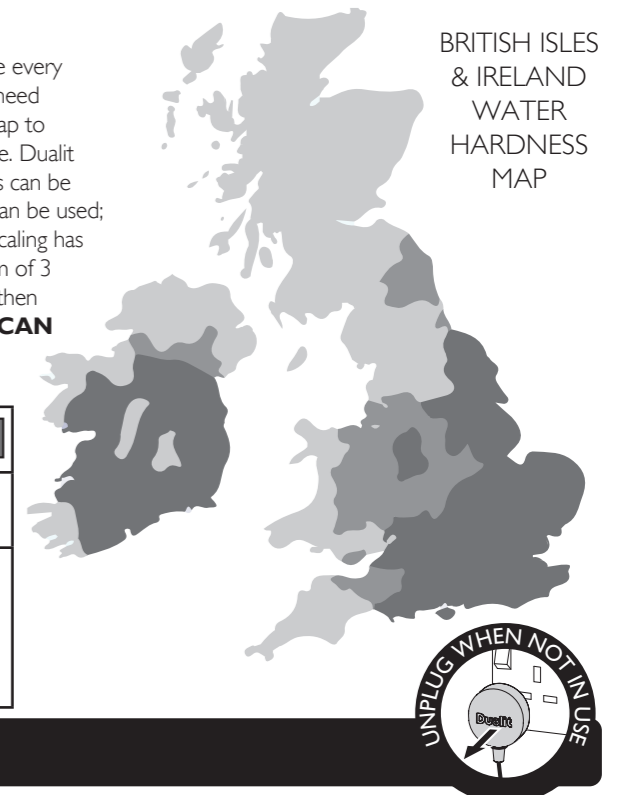 BRITISH ISLES
& IRELAND
WATER
HARDNESS
MAP
e every
need
ap to
e. Dualit
s can be
an be used;
caling has
n of 3
then
CAN
UNPLUG WHEN NOT IN USE
Dualit